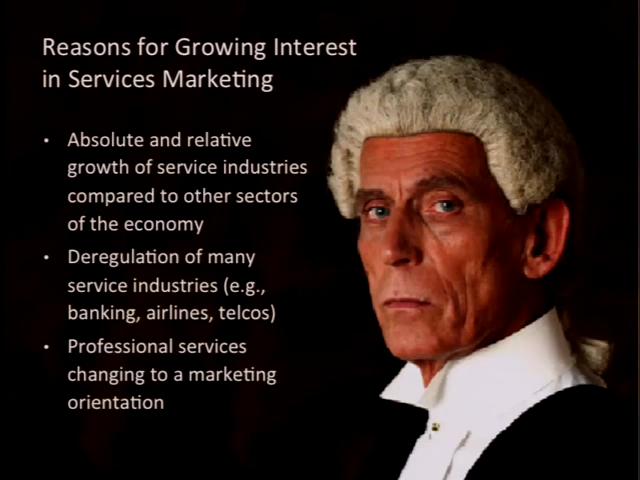 Reasons for Growing Interest
in Services Marketing
• Absolute and relative
growth of service industries
compared to other sectors
of the economy
• Deregulation of many
service industries (e.g.,
banking, airlines, telcos)
• Professional services
changing to a marketing
orientation